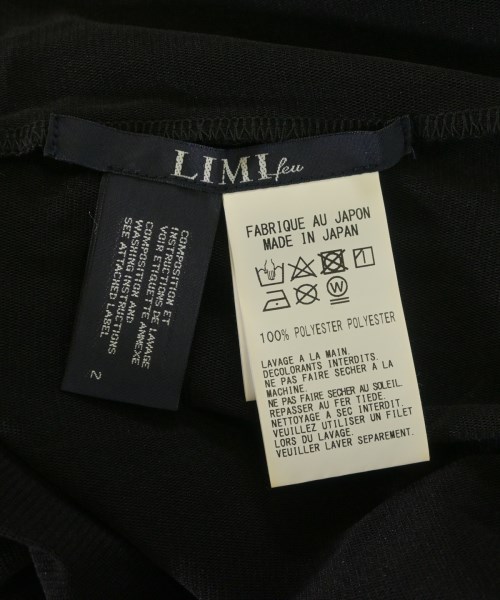 LIMI feu
COMPOSITION ET
INSTRUCTIONS DE LAVAGE
VOIR ETIQUETTE ANNEXE
COMPOSITION AND
WASHING INSTRUCTIONS
SEE ATTACHED LABEL
2
FABRIQUE AU JAPON
MADE IN JAPAN
W
100% POLYESTER POLYESTER
LAVAGE A LA MAIN.
DECOLORANTS INTERDITS.
NE PAS FAIRE SECHER A LA
MACHINE.
NE PAS FAIRE SECHER AU SOLEIL.
REPASSER AU FER TIEDE.
NETTOYAGE A SEC INTERDIT.
VEUILLEZ UTILISER UN FILET
LORS DU LAVAGE.
VEUILLER LAVER SEPAREMENT.